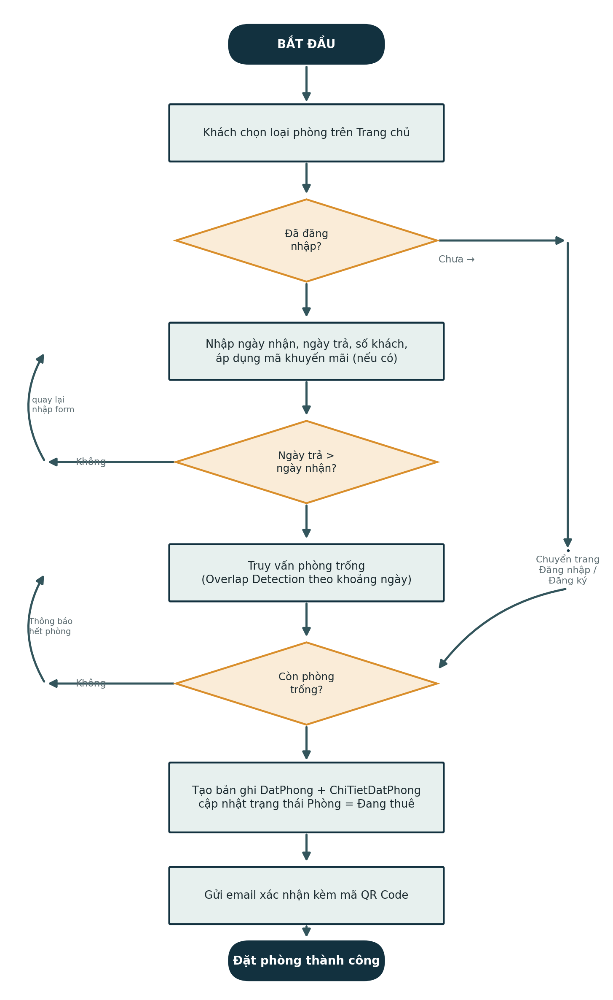 BẮT ĐẦU
Khách chọn loại phòng trên Trang chủ
Đã đăng
nhập?
Chưa →
Nhập ngày nhận, ngày trả, số khách,
áp dụng mã khuyến mãi (nếu có)
quay lại
nhập form
Ngày trả >
ngày nhận?
Không
Truy vấn phòng trống
(Overlap Detection theo khoảng ngày)
Chuyển trang
Đăng nhập /
Đăng ký
Thông báo
hết phòng
Còn phòng
trống?
Không
Tạo bản ghi DatPhong + ChiTietDatPhong
cập nhật trạng thái Phòng = Đang thuê
Gửi email xác nhận kèm mã QR Code
Đặt phòng thành công